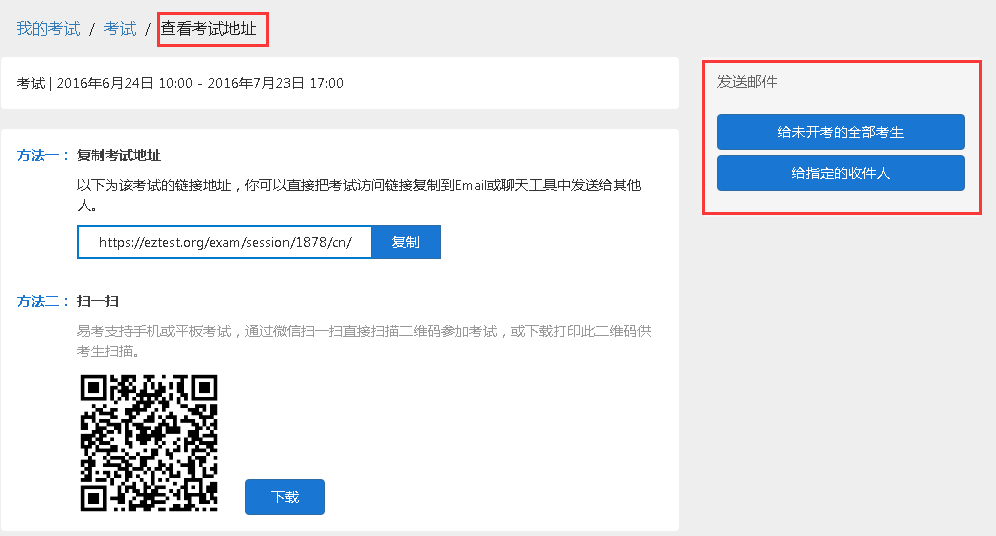 我的考试 / 考试 / 查看考试地址
考试 | 2016年6月24日 10:00 - 2016年7月23日 17:00
发送邮件
给未开考的全部考生
给指定的收件人
方法一： 复制考试地址
以下为该考试的链接地址，你可以直接把考试访问链接复制到Email或聊天工具中发送给其他
人。
https://eztest.org/exam/session/1878/cn/ 复制
方法二： 扫一扫
易考支持手机或平板考试，通过微信扫一扫直接扫描二维码参加考试，或下载打印此二维码供
考生扫描。
下载